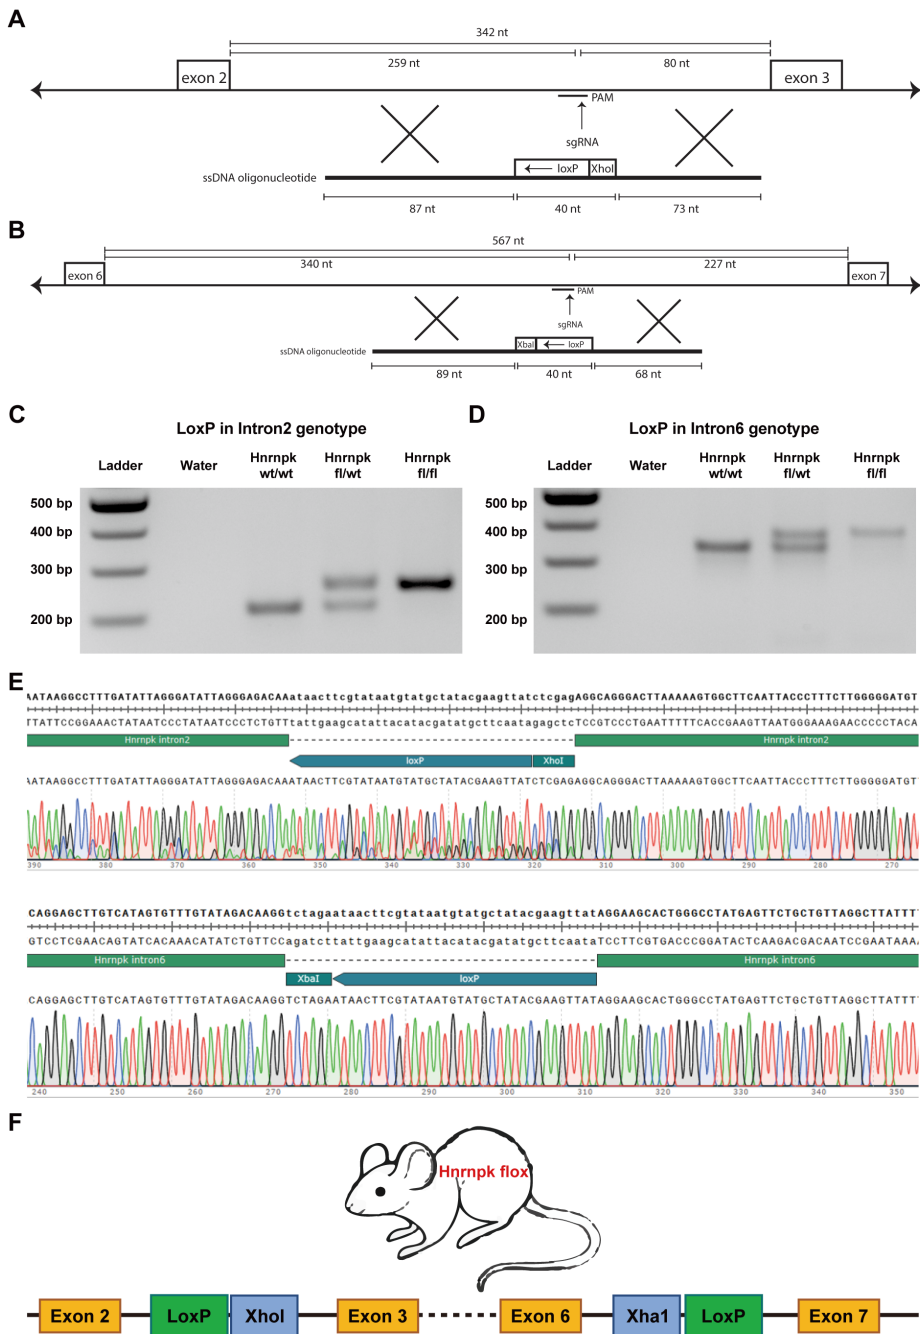 A
342 nt
259 nt
80 nt
exon 2
exon 3
PAM
sgRNA
loxP
XhoI
ssDNA oligonucleotide
87 nt
40 nt
73 nt
B
567 nt
340 nt
227 nt
exon 6
exon 7
PAM
sgRNA
XbaI
loxP
ssDNA oligonucleotide
89 nt
40 nt
68 nt
C
LoxP in Intron2 genotype
Ladder
Water
Hnrnpk wt/wt
Hnrnpk fl/wt
Hnrnpk fl/fl
500 bp
400 bp
300 bp
200 bp
D
LoxP in Intron6 genotype
Ladder
Water
Hnrnpk wt/wt
Hnrnpk fl/wt
Hnrnpk fl/fl
500 bp
400 bp
300 bp
200 bp
E
AATAAGGCCTTTGATATTAGGGATATTAGGGAGACAAataacttcgtataatgtatgctatacgaagttatctcgagAGGCAGGGACTTAAAAAGTGGCTTCAATTACCCTTTCTTGGGGGATGT
TTATTCCGGAAACTATAATCCCTATAATCCCTCTGTTtattgaagcatattacatacgatatgcttcaatagagctcTCCGTCCCTGAATTTTTCACCGAAGTTAATGGGAAAGAACCCCCTACA
Hnrnpk intron2
Hnrnpk intron2
loxP
XhoI
AATAAGGCCTTTGATATTAGGGATATTAGGGAGACAAATAACTTCGTATAATGTATGCTATACGAAGTTATCTCGAGAGGCAGGGACTTAAAAAGTGGCTTCAATTACCCTTTCTTGGGGGATGT
390 380 370 360 350 340 330 320 310 300 290 280 270
CAGGAGCTTGTCATAGTGTTTGTATAGACAAGGtctagaataacttcgtataatgtatgctatacgaagttatAGGAAGCACTGGGCCTATGAGTTCTGCTGTTAGGCTTATTTT
GTCCTCGAACAGTATCACAAACATATCTGTTCCagatcttattgaagcatattacatacgatatgcttcaataTCCTTCGTGACCCGGATACTCAAGACGACAATCCGAATAAAA
Hnrnpk intron6
Hnrnpk intron6
XbaI
loxP
CAGGAGCTTGTCATAGTGTTTGTATAGACAAGGTCTAGAATAACTTCGTATAATGTATGCTATACGAAGTTATAGGAAGCACTGGGCCTATGAGTTCTGCTGTTAGGCTTATTTT
240 250 260 270 280 290 300 310 320 330 340 350
F
Hnrnpk flox
Exon 2 LoxP XhoI Exon 3 Exon 6 Xha1 LoxP Exon 7